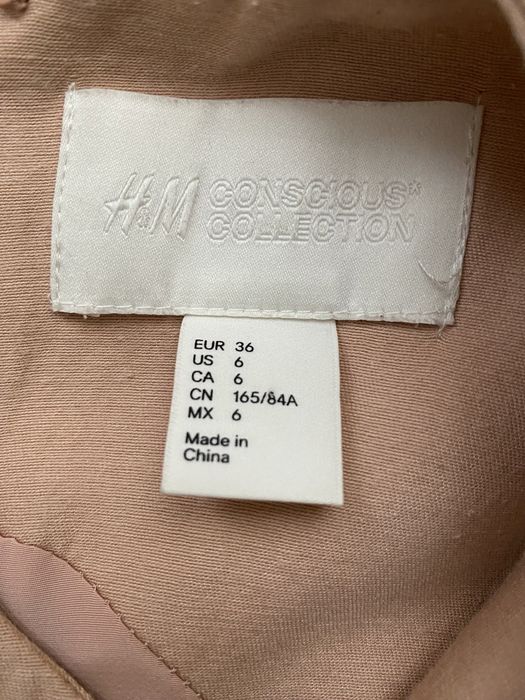 H&M CONSCIOUS*
COLLECTION
EUR 36
US 6
CA 6
CN 165/84A
MX 6
Made in
China